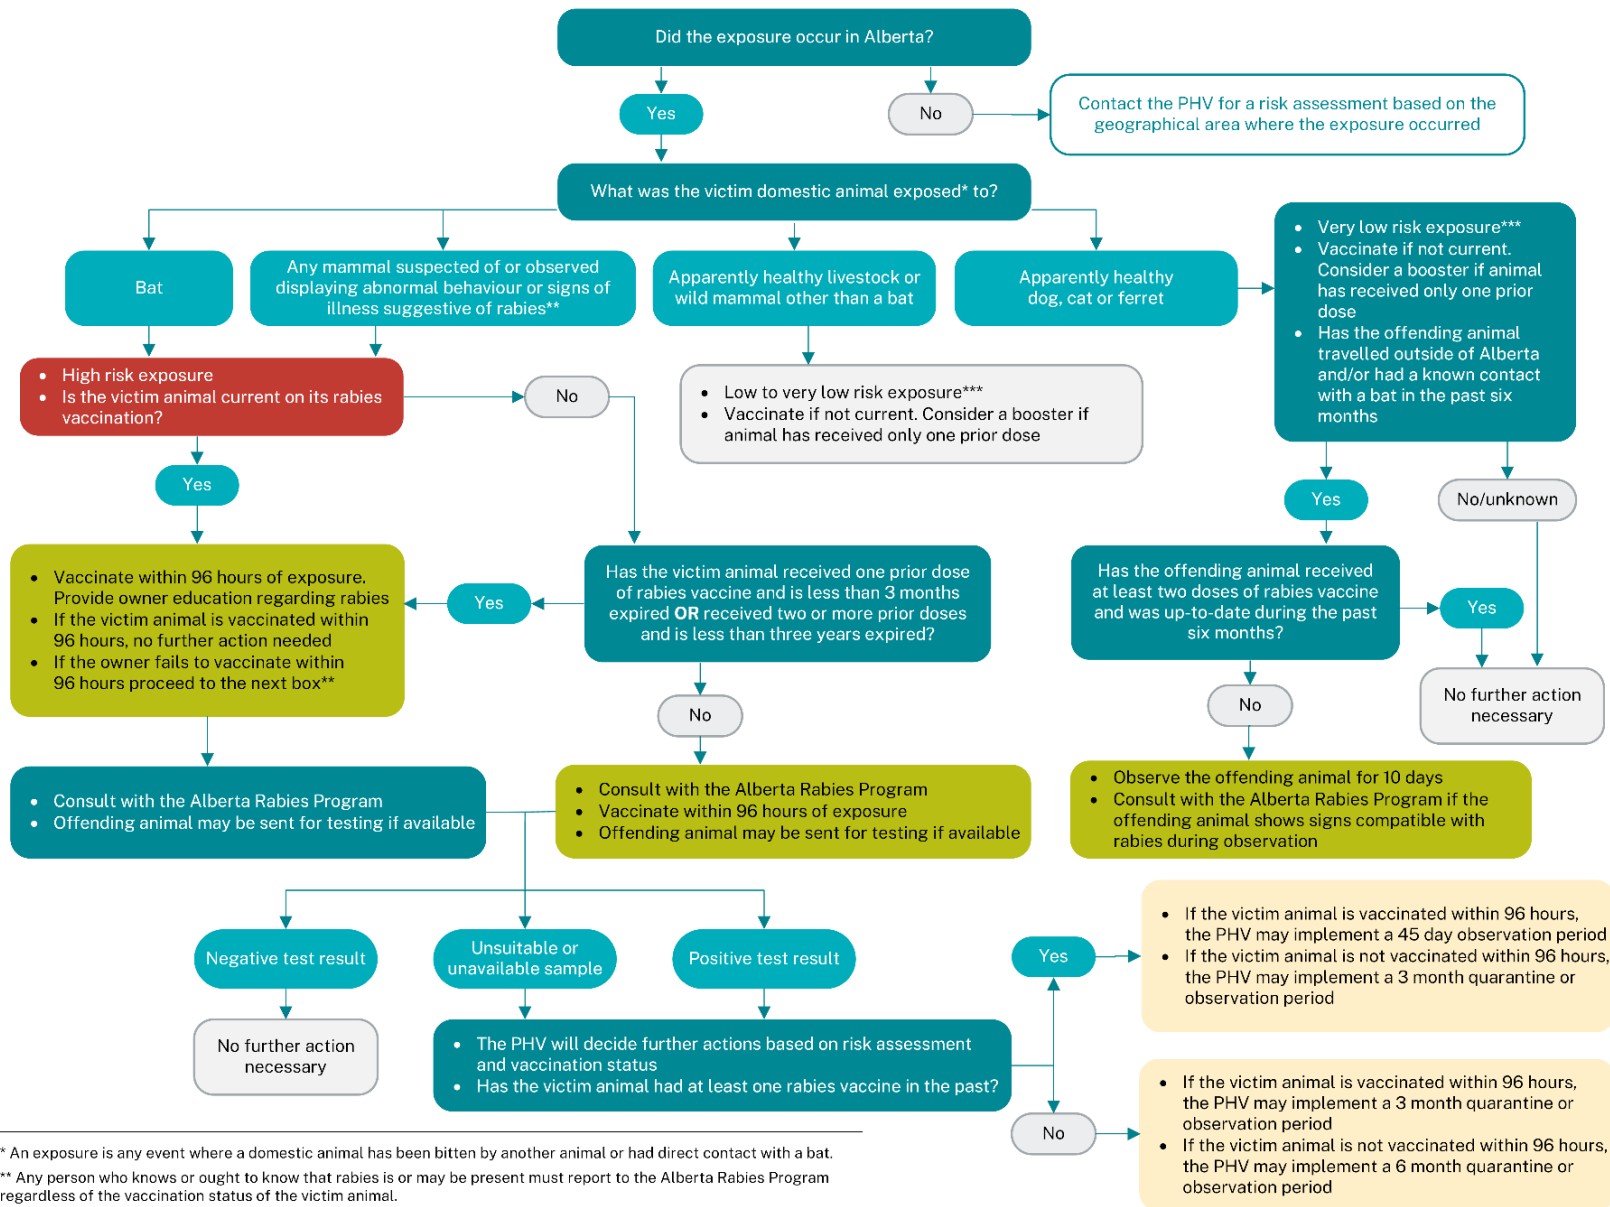 Did the exposure occur in Alberta?
Yes
No
Contact the PHV for a risk assessment based on the
geographical area where the exposure occurred
What was the victim domestic animal exposed* to?
Bat
Any mammal suspected of or observed
displaying abnormal behaviour or signs of
illness suggestive of rabies**
Apparently healthy livestock or
wild mammal other than a bat
Apparently healthy
dog, cat or ferret
• Very low risk exposure***
• Vaccinate if not current.
Consider a booster if animal
has received only one prior
dose
• Has the offending animal
travelled outside of Alberta
and/or had a known contact
with a bat in the past six
months
• High risk exposure
• Is the victim animal current on its rabies
vaccination?
No
• Low to very low risk exposure***
• Vaccinate if not current. Consider a booster if
animal has received only one prior dose
Yes
Yes
No/unknown
• Vaccinate within 96 hours of exposure.
Provide owner education regarding rabies
• If the victim animal is vaccinated within
96 hours, no further action needed
• If the owner fails to vaccinate within
96 hours proceed to the next box**
Yes
Has the victim animal received one prior dose
of rabies vaccine and is less than 3 months
expired OR received two or more prior doses
and is less than three years expired?
Has the offending animal received
at least two doses of rabies vaccine
and was up-to-date during the past
six months?
Yes
No
No
No further action
necessary
• Consult with the Alberta Rabies Program
• Offending animal may be sent for testing if available
• Consult with the Alberta Rabies Program
• Vaccinate within 96 hours of exposure
• Offending animal may be sent for testing if available
• Observe the offending animal for 10 days
• Consult with the Alberta Rabies Program if the
offending animal shows signs compatible with
rabies during observation
Negative test result
Unsuitable or
unavailable sample
Positive test result
Yes
• If the victim animal is vaccinated within 96 hours,
the PHV may implement a 45 day observation period
• If the victim animal is not vaccinated within 96 hours,
the PHV may implement a 3 month quarantine or
observation period
No further action
necessary
• The PHV will decide further actions based on risk assessment
and vaccination status
• Has the victim animal had at least one rabies vaccine in the past?
No
• If the victim animal is vaccinated within 96 hours,
the PHV may implement a 3 month quarantine or
observation period
• If the victim animal is not vaccinated within 96 hours,
the PHV may implement a 6 month quarantine or
observation period
* An exposure is any event where a domestic animal has been bitten by another animal or had direct contact with a bat.
** Any person who knows or ought to know that rabies is or may be present must report to the Alberta Rabies Program
regardless of the vaccination status of the victim animal.